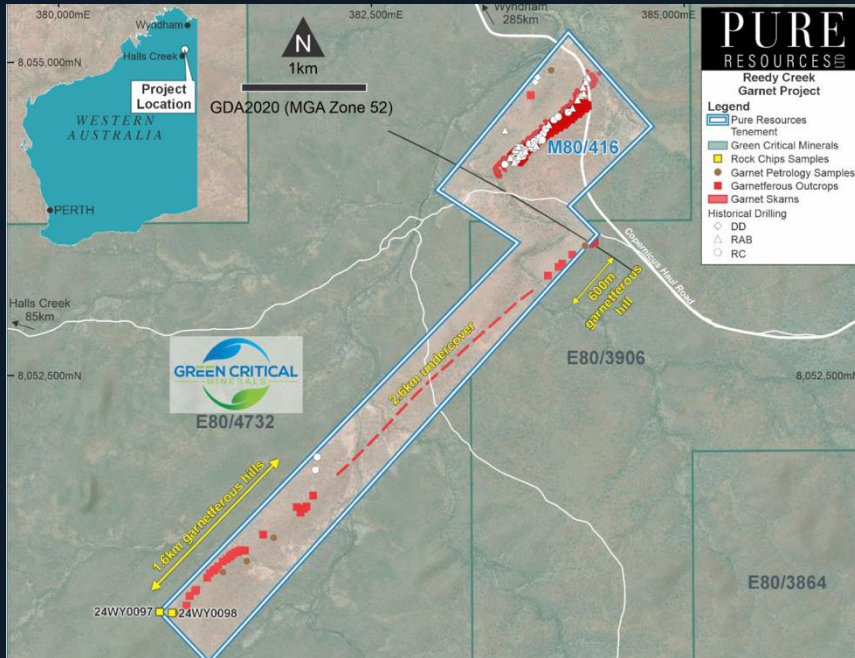 380,000mE
382,500mE
385,000mE
8,055,000mN
Wyndham
Halls Creek
Project
Location
WESTERN
AUSTRALIA
PERTH
N
1km
GDA2020 (MGA Zone 52)
Wyndham
285km
M80/416
PURE
RESOURCES LTD
Reedy Creek
Garnet Project
Legend
Pure Resources
Tenement
Green Critical Minerals
Rock Chips Samples
Garnet Petrology Samples
Garnetferous Outcrops
Garnet Skarns
Historical Drilling
DD
RAB
RC
Copernicus Haul Road
600m
garnetferous
hill
Halls Creek
85km
GREEN CRITICAL
MINERALS
E80/4732
2.6km undercover
E80/3906
8,052,500mN
8,052,500mN
1.6km garnetferous hills
E80/3864
24WY0097
24WY0098